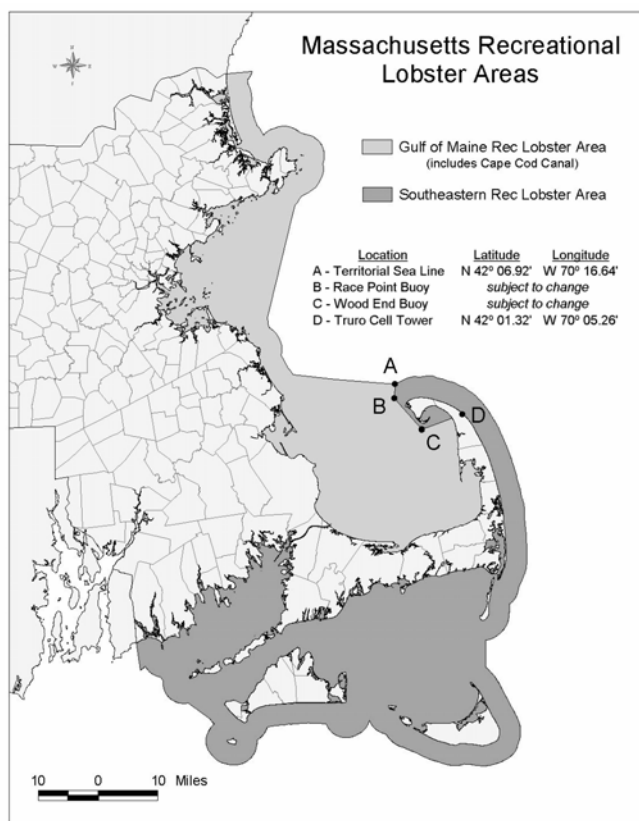 Massachusetts Recreational
Lobster Areas
Gulf of Maine Rec Lobster Area
(includes Cape Cod Canal)
Southeastern Rec Lobster Area
Location Latitude Longitude
A - Territorial Sea Line N 42º 06.92' W 70º 16.64'
B - Race Point Buoy subject to change
C - Wood End Buoy subject to change
D - Truro Cell Tower N 42º 01.32' W 70º 05.26'
A
B
D
C
10 0 10 Miles